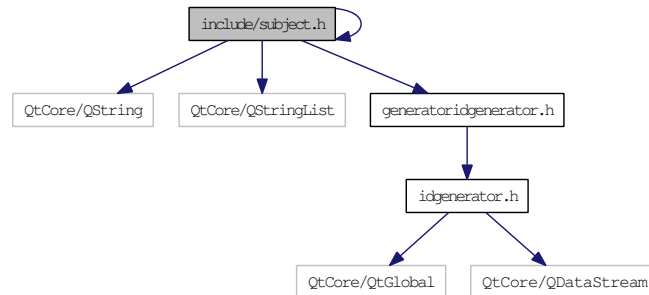 include/subject.h
QtCore/QString
QtCore/QStringList
generatoridgenerator.h
idgenerator.h
QtCore/QtGlobal
QtCore/QDataStream